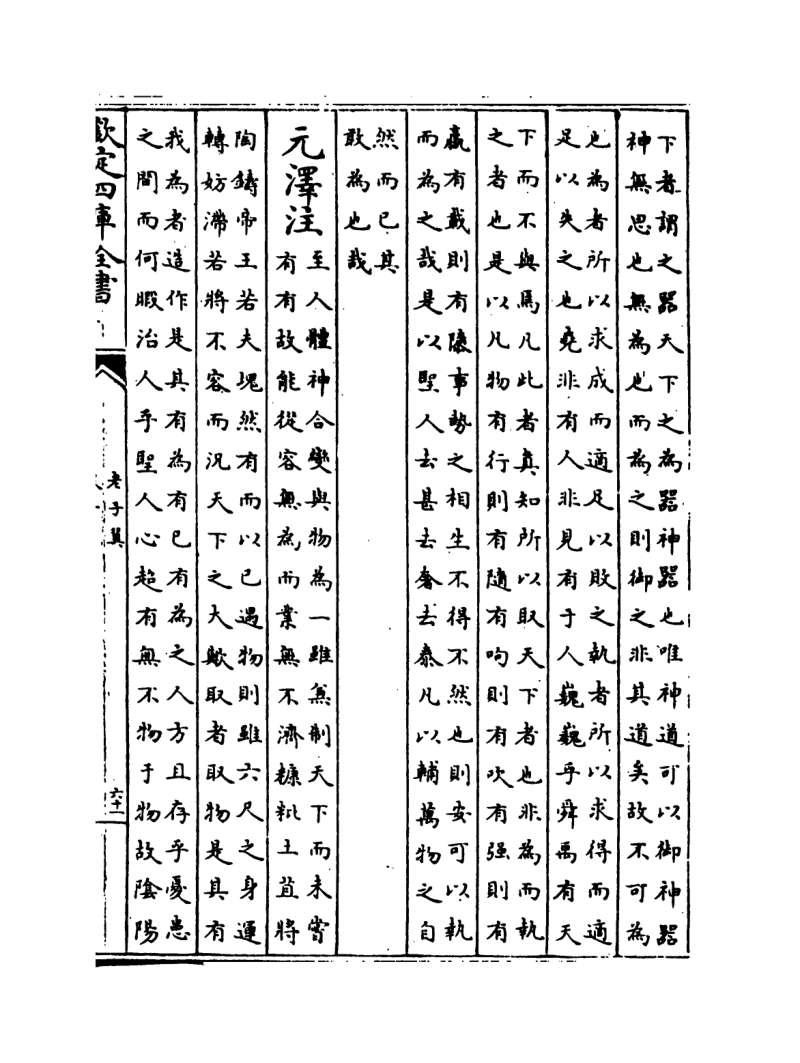 下者謂之器天下之為器神器也唯神道可以御神器
神無思也無為也而為之則御之非其道矣故不可為
也為者所以求成而適足以敗之執者所以求得而適
足以失之也堯非有人非見有于人巍巍乎舜禹有天
下而不與焉凡此者真知所以取天下者也非為而執
之者也是以凡物有行則有隨有呴則有吹有强則有
羸有載則有隳事勢之相生不得不然也則安可以執
而為之哉是以聖人去甚去奢去泰凡以輔萬物之自
然而已其
敢為也哉
元澤注
至人體神合變與物為一雖無制天下而未嘗
有有故能從容無為而業無不濟糠粃土苴將
陶鑄帝王若夫塊然有而以已遇物則雖六尺之身運
轉妨滯若將不容而況天下之大歟取者取物是其有
我為者造作是其有為有已有為之人方且存乎憂患
之間而何暇治人乎聖人心超有無不物于物故陰陽
欽定四庫全書
老子翼
六十一